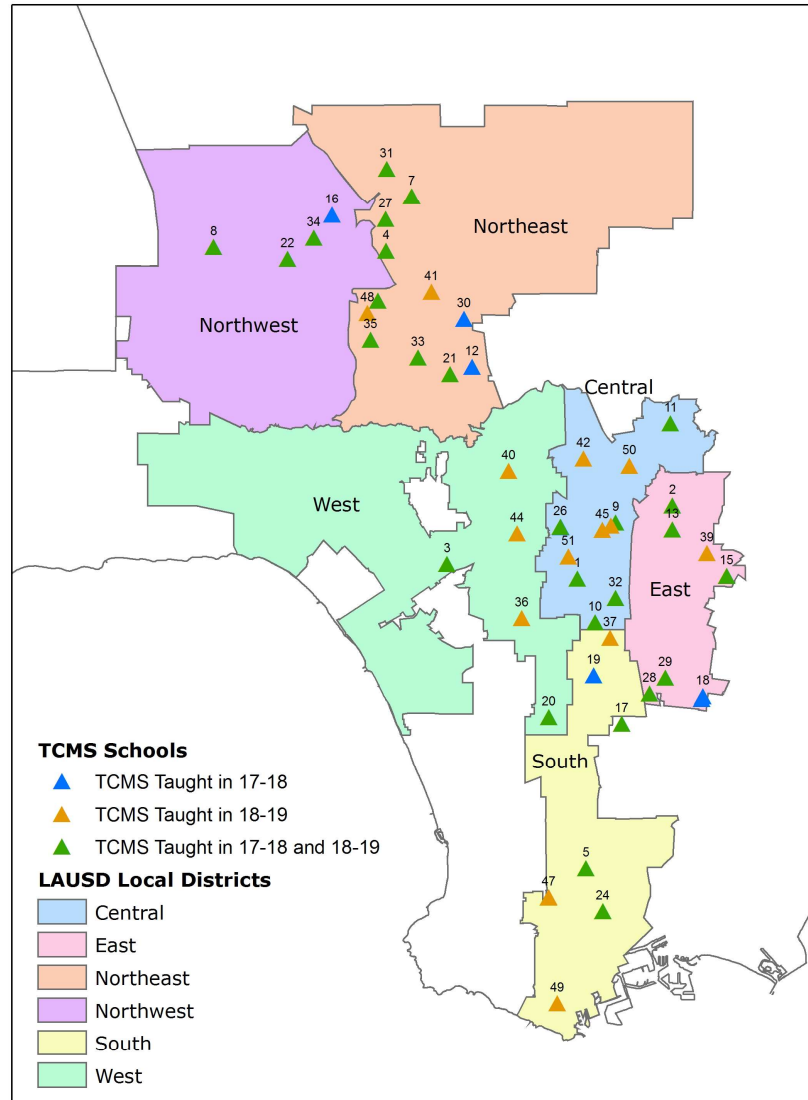 31
7
16
27
Northeast
34
8
4
22
41
48
30
Northwest
35
33
12
21
Central
11
42
50
40
West
2
26
45
9
44
13
51
39
3
1
15
East
32
10
36
37
19
29
28
18
20
17
TCMS Schools
South
TCMS Taught in 17-18
TCMS Taught in 18-19
TCMS Taught in 17-18 and 18-19
5
LAUSD Local Districts
47
24
Central
East
Northeast
49
Northwest
South
West